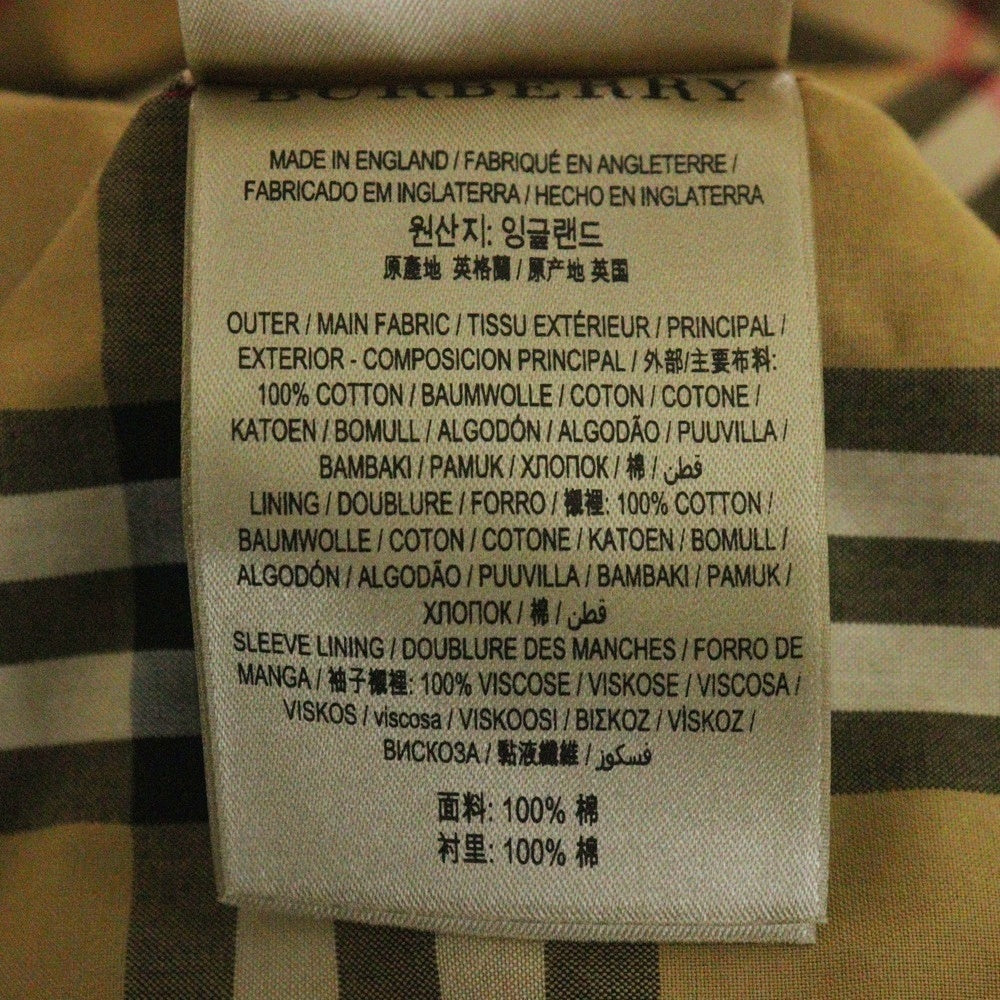 BURBERRY
MADE IN ENGLAND / FABRIQUÉ EN ANGLETERRE /
FABRICADO EM INGLATERRA / HECHO EN INGLATERRA
원산지: 잉글랜드
原產地 英格蘭 / 原产地 英国
OUTER / MAIN FABRIC / TISSU EXTÉRIEUR / PRINCIPAL /
EXTERIOR - COMPOSICION PRINCIPAL / 外部/主要布料:
100% COTTON / BAUMWOLLE / COTON / COTONE /
KATOEN / BOMULL / ALGODÓN / ALGODÃO / PUUVILLA /
BAMBAKI / PAMUK / ХЛОПОК / 棉 / قطن
LINING / DOUBLURE / FORRO / 襯裡: 100% COTTON /
BAUMWOLLE / COTON / COTONE / KATOEN / BOMULL /
ALGODÓN / ALGODÃO / PUUVILLA / BAMBAKI / PAMUK /
ХЛОПОК / 棉 / قطن
SLEEVE LINING / DOUBLURE DES MANCHES / FORRO DE
MANGA / 袖子襯裡: 100% VISCOSE / VISKOSE / VISCOSA /
VISKOS / viscosa / VISKOOSI / ΒΙΣΚΟΖ / VİSKOZ /
ВИСКОЗА / 黏液纖維 / فسكوز
面料: 100% 棉
衬里: 100% 棉